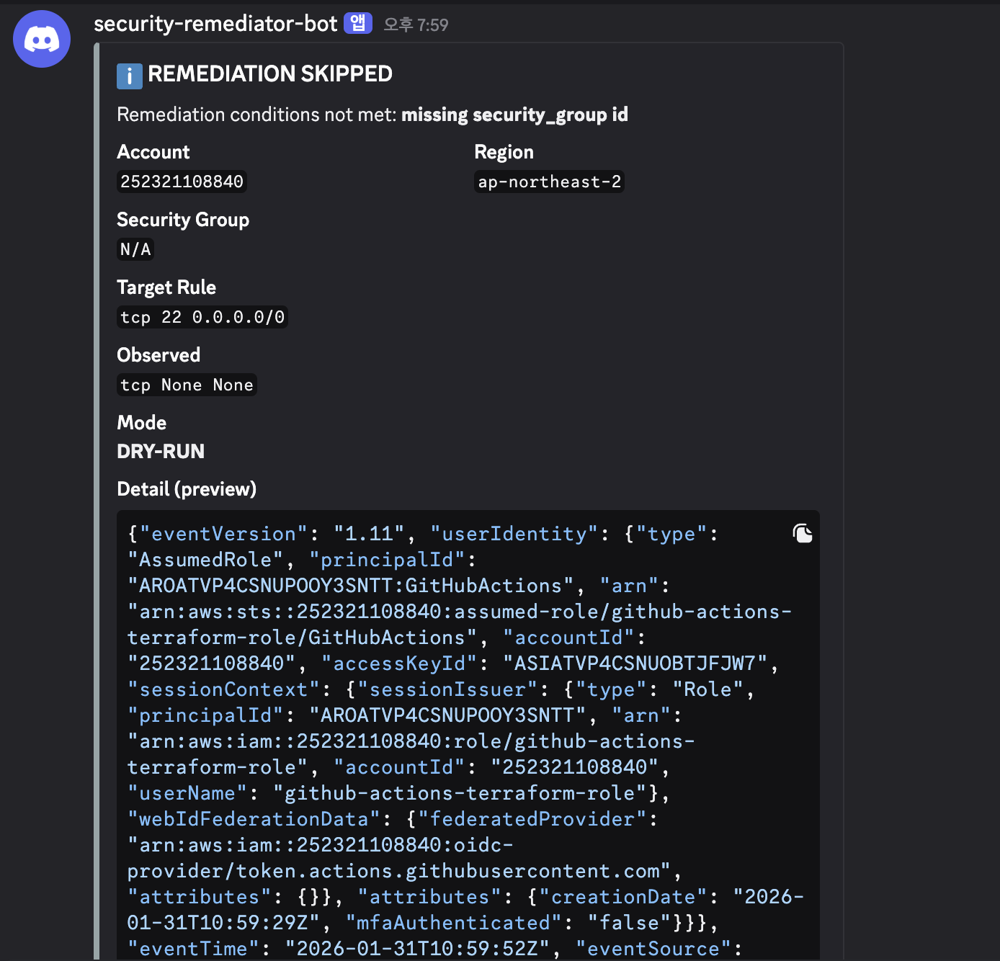 security-remediator-bot 앱 오후 7:59
REMEDIATION SKIPPED
Remediation conditions not met: missing security_group id
Account Region
252321108840 ap-northeast-2
Security Group
N/A
Target Rule
tcp 22 0.0.0.0/0
Observed
tcp None None
Mode
DRY-RUN
Detail (preview)
{"eventVersion": "1.11", "userIdentity": {"type":
"AssumedRole", "principalId":
"AROATVP4CSNUPOOY3SNTT:GitHubActions", "arn":
"arn:aws:sts::252321108840:assumed-role/github-actions-
terraform-role/GitHubActions", "accountId":
"252321108840", "accessKeyId": "ASIATVP4CSNUOBTJFJW7",
"sessionContext": {"sessionIssuer": {"type": "Role",
"principalId": "AROATVP4CSNUPOOY3SNTT", "arn":
"arn:aws:iam::252321108840:role/github-actions-
terraform-role", "accountId": "252321108840",
"userName": "github-actions-terraform-role"},
"webIdFederationData": {"federatedProvider":
"arn:aws:iam::252321108840:oidc-
provider/token.actions.githubusercontent.com",
"attributes": {}}, "attributes": {"creationDate": "2026-
01-31T10:59:29Z", "mfaAuthenticated": "false"}}},
"eventTime": "2026-01-31T10:59:52Z", "eventSource":